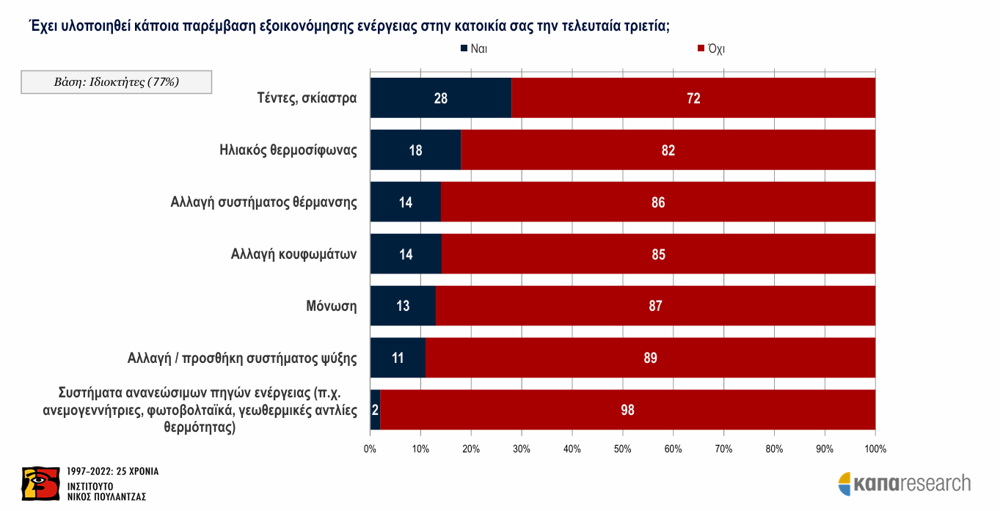 Έχει υλοποιηθεί κάποια παρέμβαση εξοικονόμησης ενέργειας στην κατοικία σας την τελευταία τριετία;
Ναι Όχι
Βάση: Ιδιοκτήτες (77%)
Τέντες, σκίαστρα 28 72
Ηλιακός θερμοσίφωνας 18 82
Αλλαγή συστήματος θέρμανσης 14 86
Αλλαγή κουφωμάτων 14 85
Μόνωση 13 87
Αλλαγή / προσθήκη συστήματος ψύξης 11 89
Συστήματα ανανεώσιμων πηγών ενέργειας (π.χ.
ανεμογεννήτριες, φωτοβολταϊκά, γεωθερμικές αντλίες 2 98
θερμότητας)
0% 10% 20% 30% 40% 50% 60% 70% 80% 90% 100%
1997–2022: 25 ΧΡΟΝΙΑ
ΙΝΣΤΙΤΟΥΤΟ
ΝΙΚΟΣ ΠΟΥΛΑΝΤΖΑΣ
καπαresearch